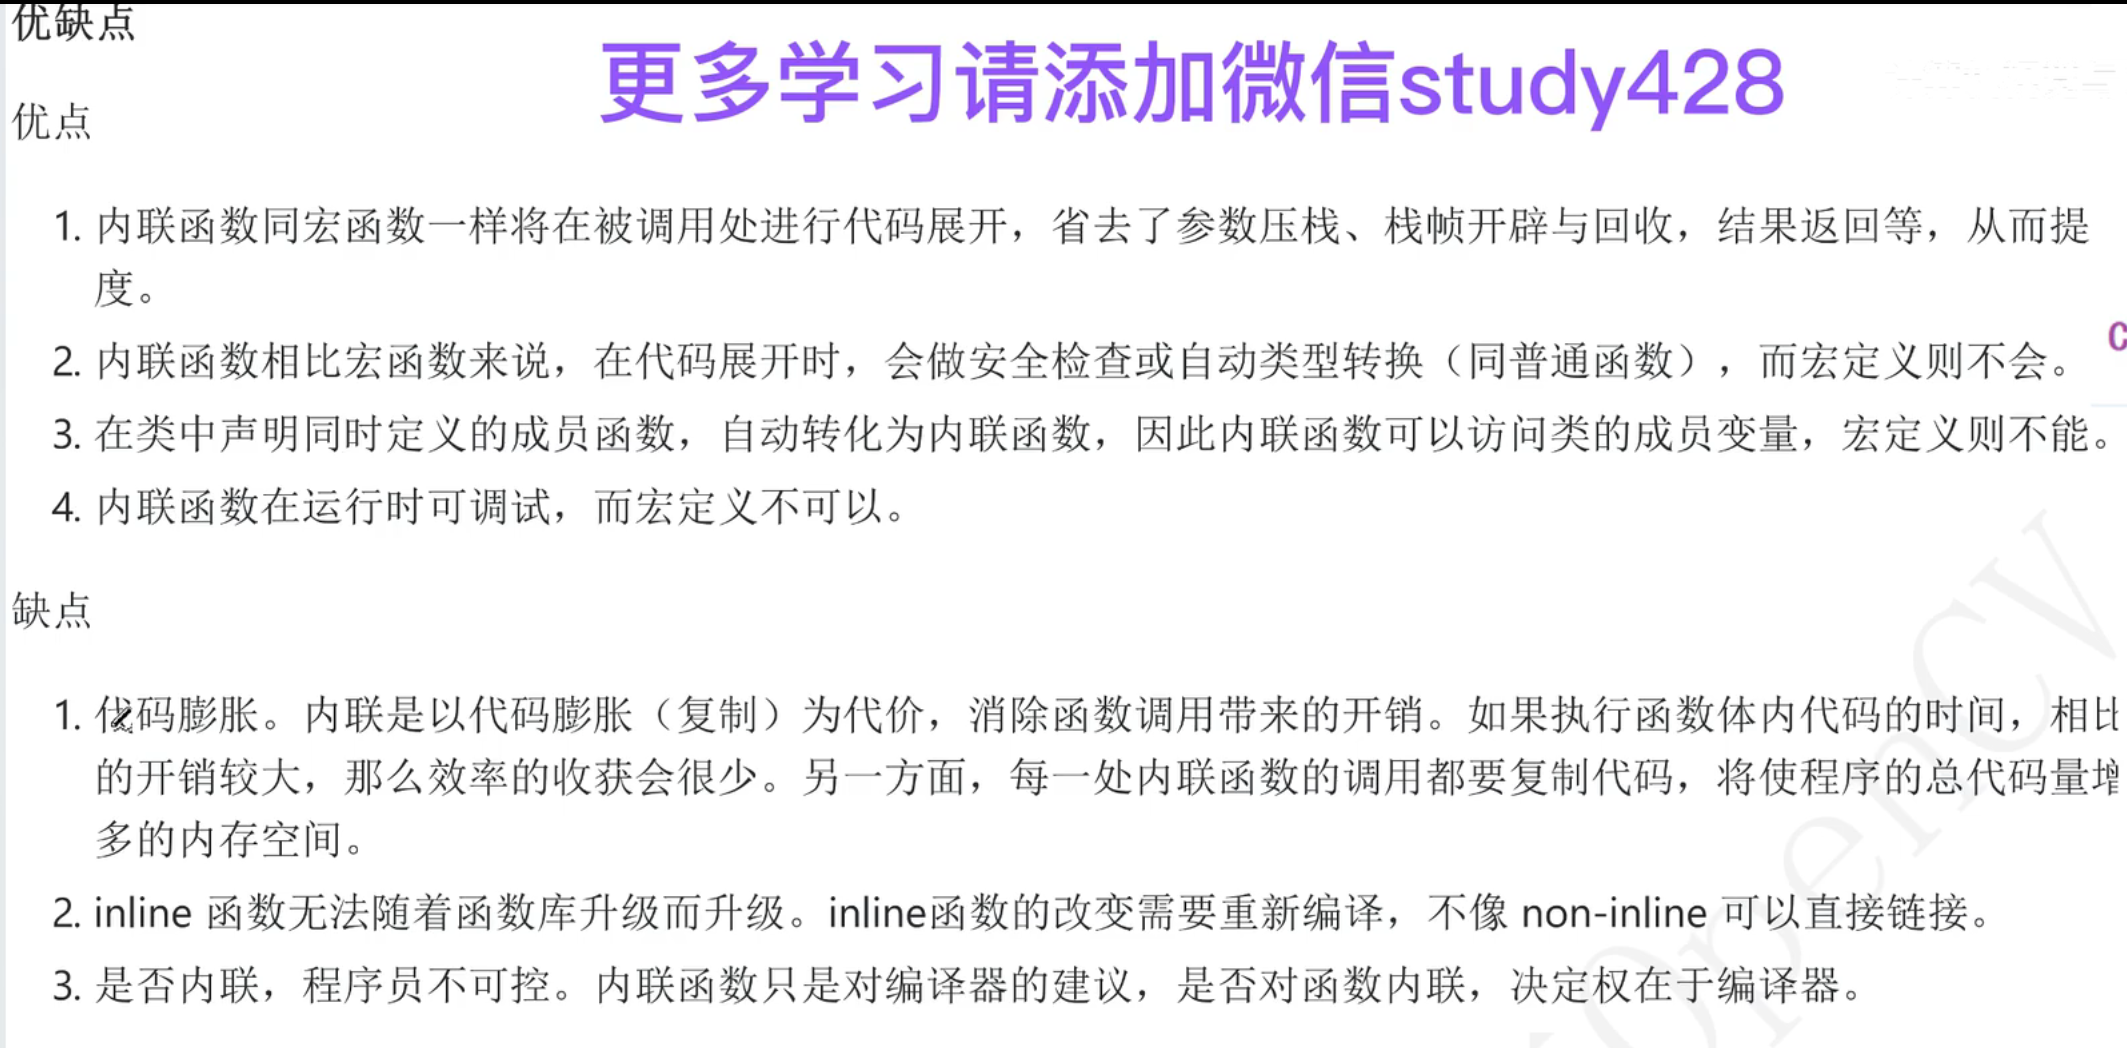 优缺点
更多学习请添加微信study428
优点
1. 内联函数同宏函数一样将在被调用处进行代码展开，省去了参数压栈、栈帧开辟与回收，结果返回等，从而提
度。
2. 内联函数相比宏函数来说，在代码展开时，会做安全检查或自动类型转换（同普通函数），而宏定义则不会。
3. 在类中声明同时定义的成员函数，自动转化为内联函数，因此内联函数可以访问类的成员变量，宏定义则不能。
4. 内联函数在运行时可调试，而宏定义不可以。
缺点
1. 代码膨胀。内联是以代码膨胀（复制）为代价，消除函数调用带来的开销。如果执行函数体内代码的时间，相比
的开销较大，那么效率的收获会很少。另一方面，每一处内联函数的调用都要复制代码，将使程序的总代码量增
多的内存空间。
2. inline 函数无法随着函数库升级而升级。inline函数的改变需要重新编译，不像 non-inline 可以直接链接。
3. 是否内联，程序员不可控。内联函数只是对编译器的建议，是否对函数内联，决定权在于编译器。
OpenCV